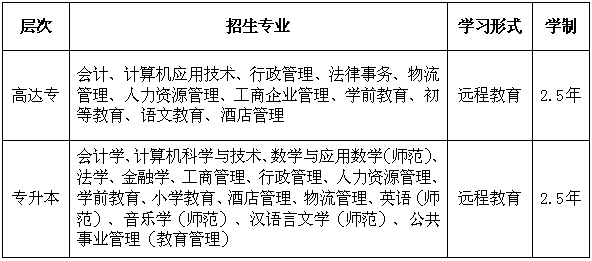 层次 招生专业 学习形式 学制
会计、计算机应用技术、行政管理、法律事务、物流
高达专 管理、人力资源管理、工商企业管理、学前教育、初 远程教育 2.5年
等教育、语文教育、酒店管理
会计学、计算机科学与技术、数学与应用数学(师范)、
法学、金融学、工商管理、行政管理、人力资源管理、
专升本 学前教育、小学教育、酒店管理、物流管理、英语(师 远程教育 2.5年
范)、音乐学(师范)、汉语言文学(师范)、公共
事业管理(教育管理)